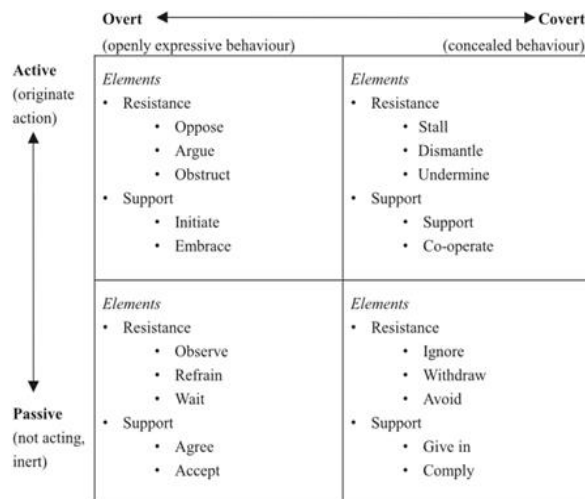 Overt
Covert
(openly expressive behaviour)
(concealed behaviour)
Active
(originate
action)
Elements
• Resistance
• Oppose
• Argue
• Obstruct
• Support
• Initiate
• Embrace
Elements
• Resistance
• Stall
• Dismantle
• Undermine
• Support
• Support
• Co-operate
Passive
(not acting,
inert)
Elements
• Resistance
• Observe
• Refrain
• Wait
• Support
• Agree
• Accept
Elements
• Resistance
• Ignore
• Withdraw
• Avoid
• Support
• Give in
• Comply